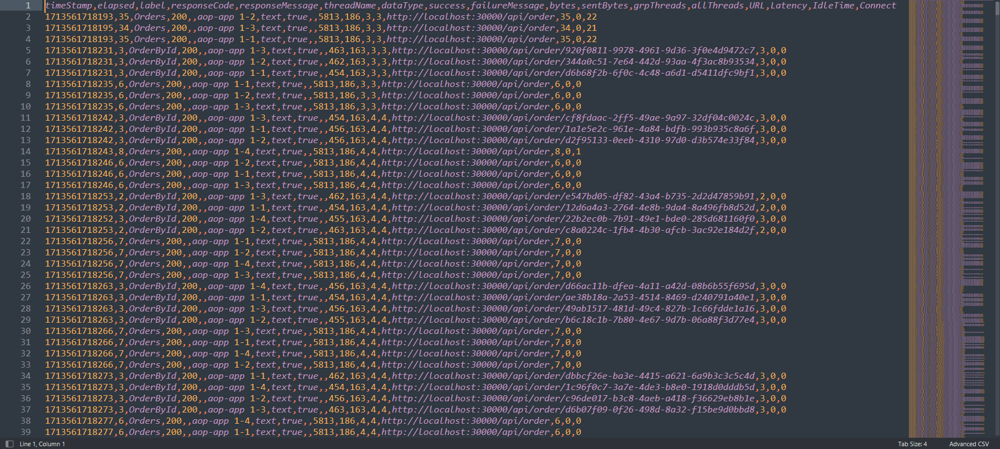 1 timeStamp,elapsed,label,responseCode,responseMessage,threadName,dataType,success,failureMessage,bytes,sentBytes,grpThreads,allThreads,URL,Latency,IdleTime,Connect
2 1713561718193,35,Orders,200,,aop-app 1-2,text,true,,5813,186,3,3,http://localhost:30000/api/order,35,0,22
3 1713561718195,34,Orders,200,,aop-app 1-3,text,true,,5813,186,3,3,http://localhost:30000/api/order,34,0,21
4 1713561718193,35,Orders,200,,aop-app 1-1,text,true,,5813,186,3,3,http://localhost:30000/api/order,35,0,22
5 1713561718231,3,OrderById,200,,aop-app 1-3,text,true,,463,163,3,3,http://localhost:30000/api/order/920f0811-9978-4961-9d36-3f0e4d9472c7,3,0,0
6 1713561718231,3,OrderById,200,,aop-app 1-2,text,true,,462,163,3,3,http://localhost:30000/api/order/344a0c51-7e64-442d-93aa-4f3ac8b93534,3,0,0
7 1713561718231,3,OrderById,200,,aop-app 1-1,text,true,,454,163,3,3,http://localhost:30000/api/order/d6b68f2b-6f0c-4c48-a6d1-d5411dfc9bf1,3,0,0
8 1713561718235,6,Orders,200,,aop-app 1-1,text,true,,5813,186,3,3,http://localhost:30000/api/order,6,0,0
9 1713561718235,6,Orders,200,,aop-app 1-2,text,true,,5813,186,3,3,http://localhost:30000/api/order,6,0,0
10 1713561718235,6,Orders,200,,aop-app 1-3,text,true,,5813,186,3,3,http://localhost:30000/api/order,6,0,0
11 1713561718242,3,OrderById,200,,aop-app 1-3,text,true,,454,163,4,4,http://localhost:30000/api/order/cf8fdaac-2ff5-49ae-9a97-32df04c0024c,3,0,0
12 1713561718242,3,OrderById,200,,aop-app 1-1,text,true,,456,163,4,4,http://localhost:30000/api/order/1a1e5e2c-961e-4a84-bdfb-993b935c8a6f,3,0,0
13 1713561718242,3,OrderById,200,,aop-app 1-2,text,true,,456,163,4,4,http://localhost:30000/api/order/d2f95133-0eeb-4310-97d0-d3b574e33f84,3,0,0
14 1713561718243,8,Orders,200,,aop-app 1-4,text,true,,5813,186,4,4,http://localhost:30000/api/order,8,0,1
15 1713561718246,6,Orders,200,,aop-app 1-2,text,true,,5813,186,4,4,http://localhost:30000/api/order,6,0,0
16 1713561718246,6,Orders,200,,aop-app 1-1,text,true,,5813,186,4,4,http://localhost:30000/api/order,6,0,0
17 1713561718246,6,Orders,200,,aop-app 1-3,text,true,,5813,186,4,4,http://localhost:30000/api/order,6,0,0
18 1713561718253,2,OrderById,200,,aop-app 1-3,text,true,,462,163,4,4,http://localhost:30000/api/order/e547bd05-df82-43a4-b735-2d2d47859b91,2,0,0
19 1713561718253,2,OrderById,200,,aop-app 1-1,text,true,,454,163,4,4,http://localhost:30000/api/order/12d6a4a3-2764-4e8b-9da4-8a496fb8d52d,2,0,0
20 1713561718252,3,OrderById,200,,aop-app 1-4,text,true,,455,163,4,4,http://localhost:30000/api/order/22b2ec0b-7b91-49e1-bde0-285d681160f0,3,0,0
21 1713561718253,2,OrderById,200,,aop-app 1-2,text,true,,463,163,4,4,http://localhost:30000/api/order/c8a0224c-1fb4-4b30-afcb-3ac92e184d2f,2,0,0
22 1713561718256,7,Orders,200,,aop-app 1-1,text,true,,5813,186,4,4,http://localhost:30000/api/order,7,0,0
23 1713561718256,7,Orders,200,,aop-app 1-2,text,true,,5813,186,4,4,http://localhost:30000/api/order,7,0,0
24 1713561718256,7,Orders,200,,aop-app 1-4,text,true,,5813,186,4,4,http://localhost:30000/api/order,7,0,0
25 1713561718256,7,Orders,200,,aop-app 1-3,text,true,,5813,186,4,4,http://localhost:30000/api/order,7,0,0
26 1713561718263,3,OrderById,200,,aop-app 1-4,text,true,,456,163,4,4,http://localhost:30000/api/order/d66ac11b-dfea-4a11-a42d-08b6b55f695d,3,0,0
27 1713561718263,3,OrderById,200,,aop-app 1-1,text,true,,454,163,4,4,http://localhost:30000/api/order/ae38b18a-2a53-4514-8469-d240791a40e1,3,0,0
28 1713561718263,3,OrderById,200,,aop-app 1-3,text,true,,456,163,4,4,http://localhost:30000/api/order/49ab1517-481d-49c4-827b-1c66fdde1a16,3,0,0
29 1713561718263,3,OrderById,200,,aop-app 1-2,text,true,,455,163,4,4,http://localhost:30000/api/order/b6c18c1b-7b80-4e67-9d7b-06a88f3d77e4,3,0,0
30 1713561718266,7,Orders,200,,aop-app 1-3,text,true,,5813,186,4,4,http://localhost:30000/api/order,7,0,0
31 1713561718266,7,Orders,200,,aop-app 1-1,text,true,,5813,186,4,4,http://localhost:30000/api/order,7,0,0
32 1713561718266,7,Orders,200,,aop-app 1-4,text,true,,5813,186,4,4,http://localhost:30000/api/order,7,0,0
33 1713561718266,7,Orders,200,,aop-app 1-2,text,true,,5813,186,4,4,http://localhost:30000/api/order,7,0,0
34 1713561718273,3,OrderById,200,,aop-app 1-1,text,true,,462,163,4,4,http://localhost:30000/api/order/dbbcf26e-ba3e-4415-a621-6a9b3c3c5c4d,3,0,0
35 1713561718273,3,OrderById,200,,aop-app 1-4,text,true,,454,163,4,4,http://localhost:30000/api/order/1c96f0c7-3a7e-4de3-b8e0-1918d0dddb5d,3,0,0
36 1713561718273,3,OrderById,200,,aop-app 1-2,text,true,,456,163,4,4,http://localhost:30000/api/order/c96de017-b3c8-4aeb-a418-f36629eb8b1e,3,0,0
37 1713561718273,3,OrderById,200,,aop-app 1-3,text,true,,463,163,4,4,http://localhost:30000/api/order/d6b07f09-0f26-498d-8a32-f15be9d0bbd8,3,0,0
38 1713561718277,6,Orders,200,,aop-app 1-4,text,true,,5813,186,4,4,http://localhost:30000/api/order,6,0,0
39 1713561718277,6,Orders,200,,aop-app 1-1,text,true,,5813,186,4,4,http://localhost:30000/api/order,6,0,0
Line 1, Column 1
Tab Size: 4
Advanced CSV